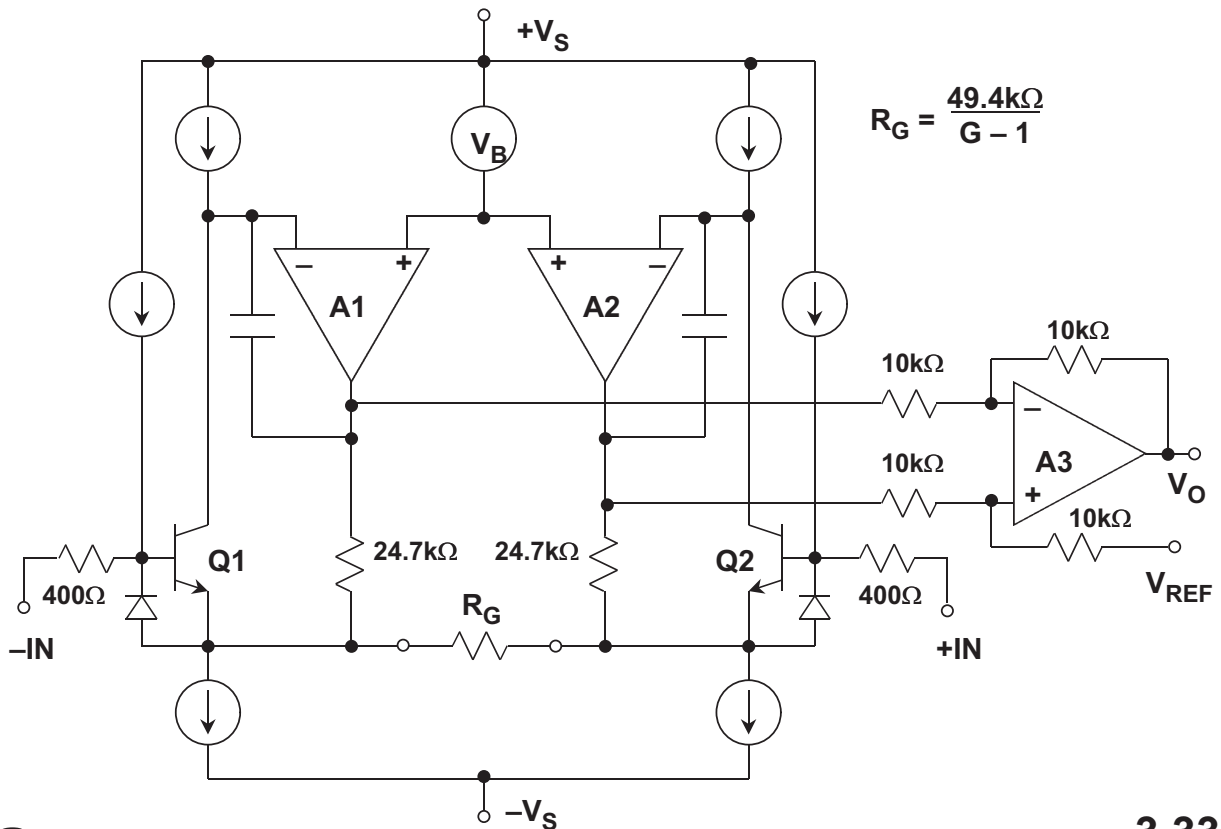 +VS
RG = 49.4kΩ
G – 1
VB
– +
A1
+ –
A2
10kΩ
10kΩ
–
A3
+
10kΩ
10kΩ
VO
Q1
24.7kΩ
24.7kΩ
Q2
400Ω
400Ω
VREF
RG
–IN
+IN
–VS